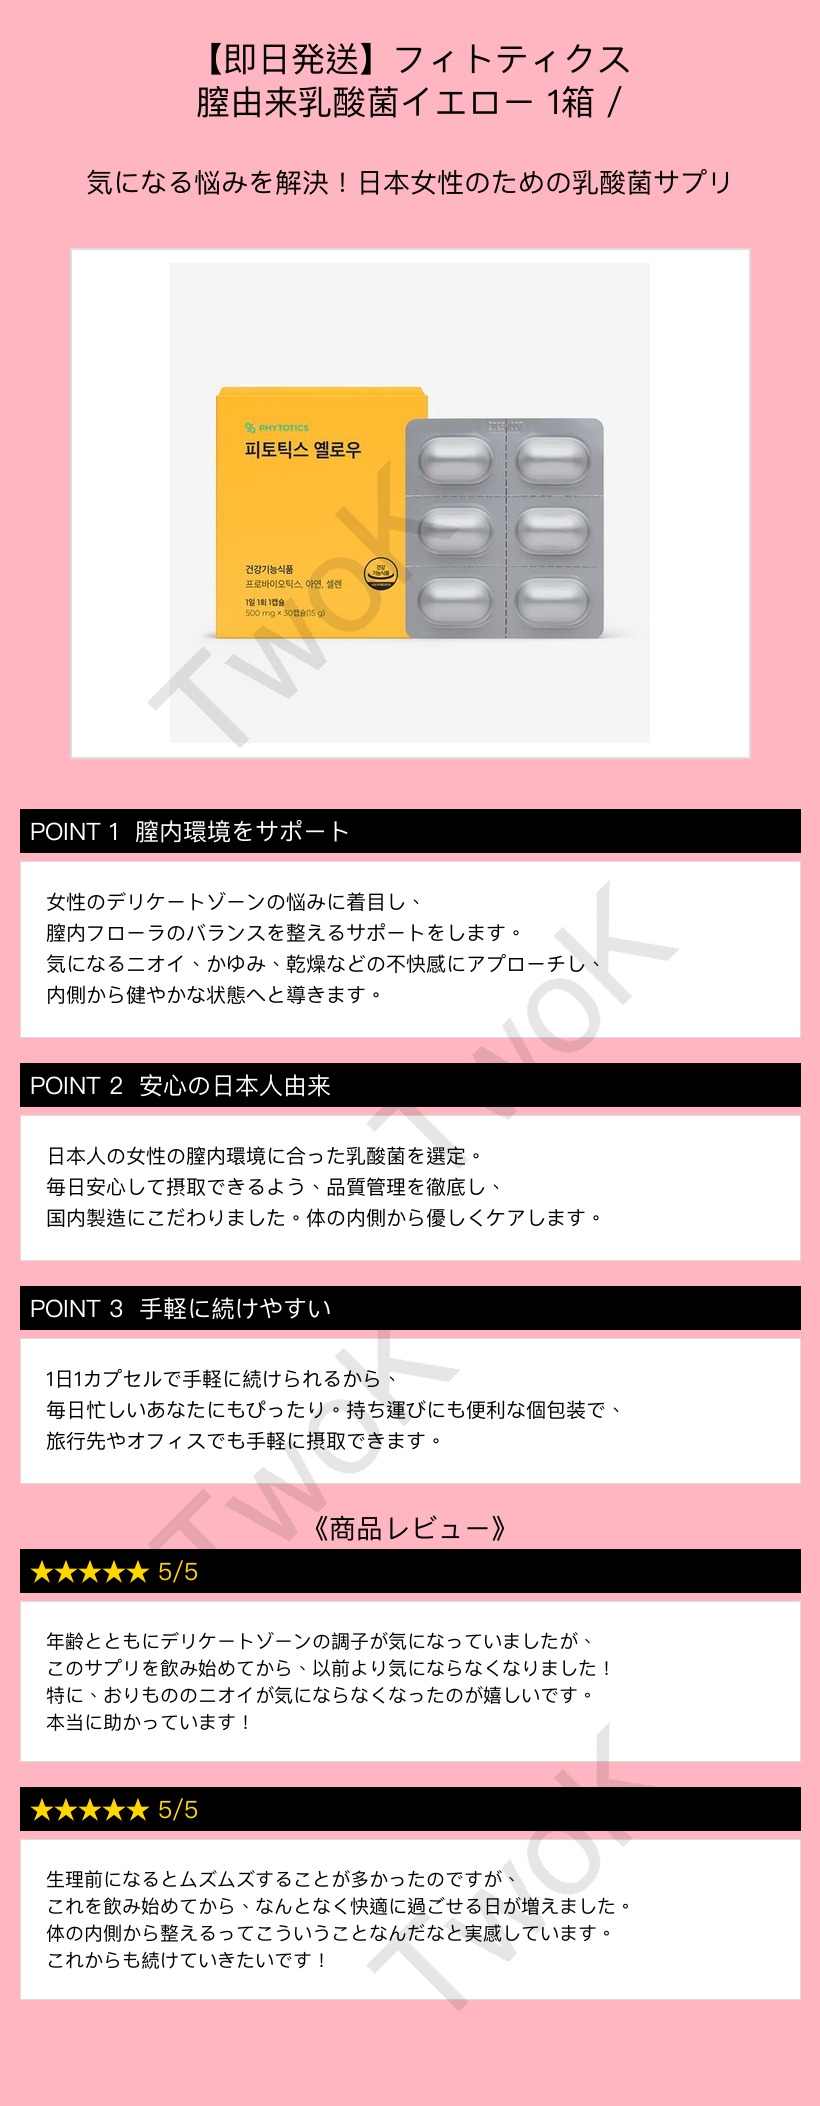 【即日発送】フィトティクス
膣由来乳酸菌イエロー 1箱 /
気になる悩みを解決！日本女性のための乳酸菌サプリ
PHYTOTICS
피토틱스 옐로우
건강기능식품
프로바이오틱스, 아연, 셀렌
1일 1회 1캡슐
500 mg × 30캡슐(15 g)
건강
기능식품
TwoK
POINT 1 膣内環境をサポート
女性のデリケートゾーンの悩みに着目し、
膣内フローラのバランスを整えるサポートをします。
気になるニオイ、かゆみ、乾燥などの不快感にアプローチし、
内側から健やかな状態へと導きます。
TwoK
POINT 2 安心の日本人由来
日本人の女性の膣内環境に合った乳酸菌を選定。
毎日安心して摂取できるよう、品質管理を徹底し、
国内製造にこだわりました。体の内側から優しくケアします。
POINT 3 手軽に続けやすい
1日1カプセルで手軽に続けられるから、
毎日忙しいあなたにもぴったり。持ち運びにも便利な個包装で、
旅行先やオフィスでも手軽に摂取できます。
TwoK
《商品レビュー》
★★★★★ 5/5
年齢とともにデリケートゾーンの調子が気になっていましたが、
このサプリを飲み始めてから、以前より気にならなくなりました！
特に、おりもののニオイが気にならなくなったのが嬉しいです。
本当に助かっています！
★★★★★ 5/5
生理前になるとムズムズすることが多かったのですが、
これを飲み始めてから、なんとなく快適に過ごせる日が増えました。
体の内側から整えるってこういうことなんだなと実感しています。
これからも続けていきたいです！
TwoK